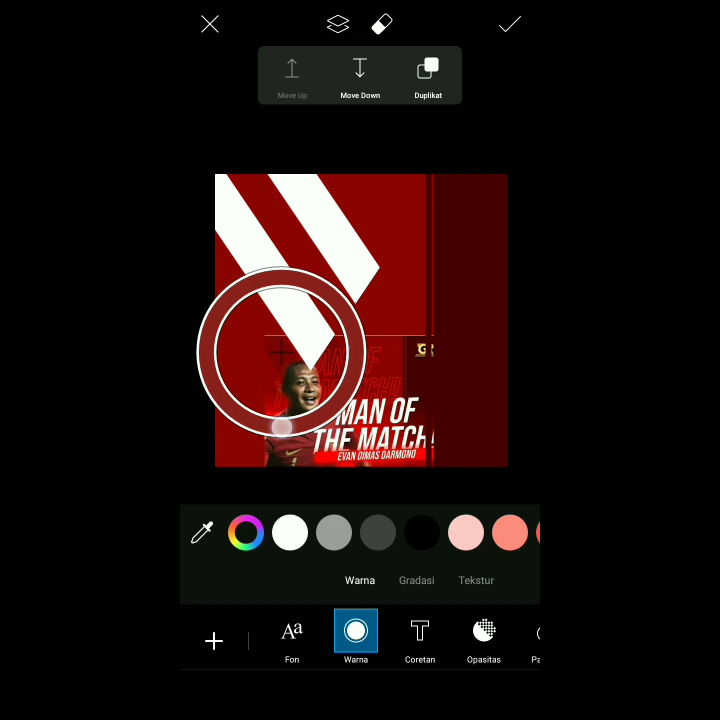 Move Up
Move Down
Duplikat
MAN OF
THE MATCH!
EVAN DIMAS DARMONO
Warna
Gradasi
Tekstur
Aa
Fon
Warna
Coretan
Opasitas